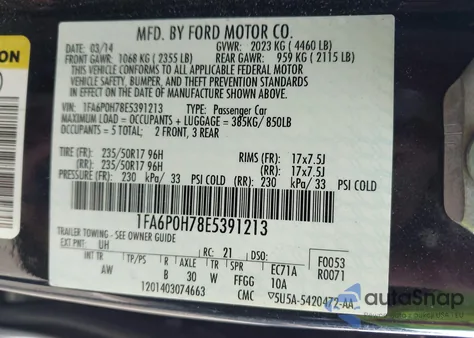 MFD. BY FORD MOTOR CO.
DATE: 03/14 GVWR: 2023 KG ( 4460 LB)
FRONT GAWR: 1068 KG ( 2355 LB) REAR GAWR: 959 KG ( 2115 LB)
THIS VEHICLE CONFORMS TO ALL APPLICABLE FEDERAL MOTOR VEHICLE
SAFETY, BUMPER, AND THEFT PREVENTION STANDARDS IN EFFECT ON THE
DATE OF MANUFACTURE SHOWN ABOVE.
VIN: 1FA6P0H78E5391213 TYPE: Passenger Car
MAXIMUM LOAD = OCCUPANTS + LUGGAGE = 385KG/ 850LB
OCCUPANTS = 5 TOTAL; 2 FRONT, 3 REAR
TIRE (FR): 235/50R17 96H RIMS (FR): 17x7.5J
(RR): 235/50R17 96H (RR): 17x7.5J
PRESSURE (FR): 230 kPa/ 33 PSI COLD (RR): 230 kPa/ 33 PSI COLD
1FA6P0H78E5391213
TRAILER TOWING - SEE OWNER GUIDE
EXT PNT: UH RC: 21 DSO: F0053
R0071
INT TR TP/PS R AXLE TR SPR EC71A
AW B 30 W FFGG 10A
1201403074663 CMC 5U5A-5420472-AA
autoSnap